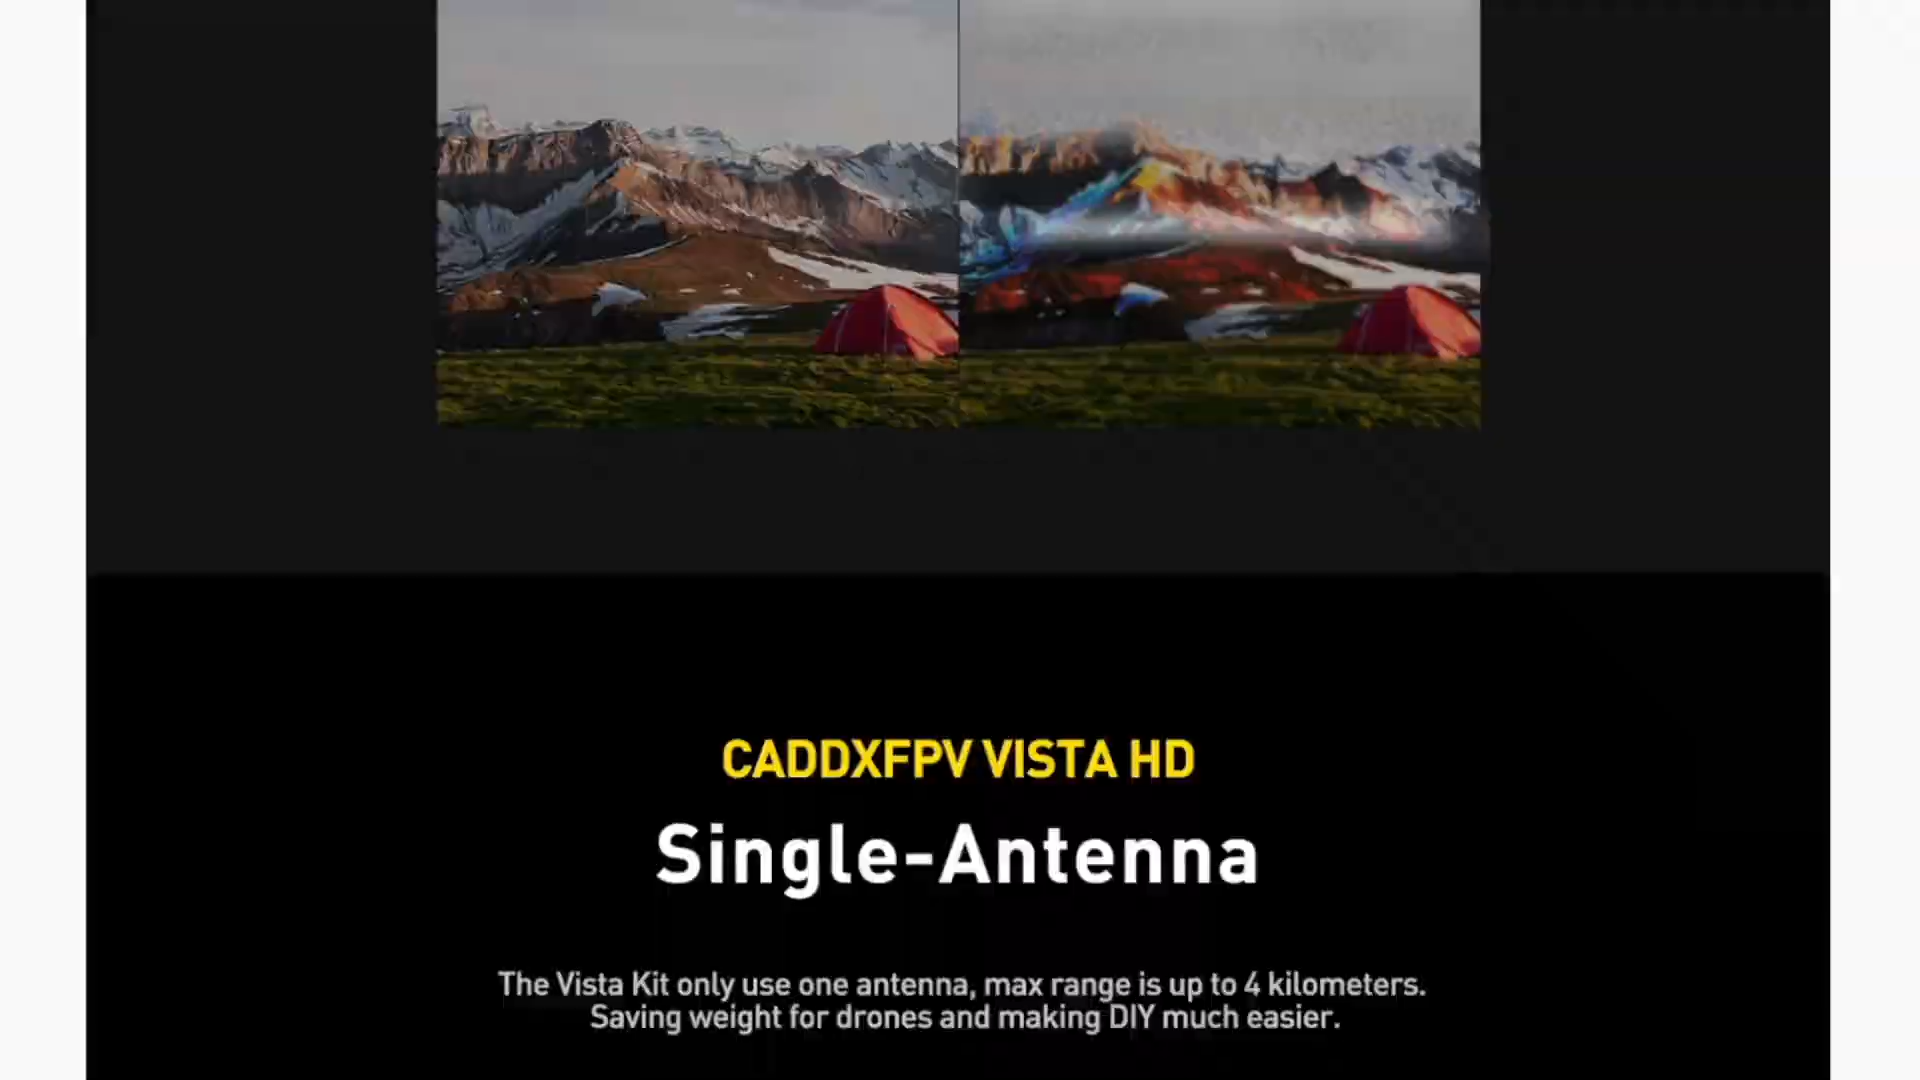 CADDXFPV VISTA HD
Single-Antenna
The Vista Kit only use one antenna, max range is up to 4 kilometers.
Saving weight for drones and making DIY much easier.